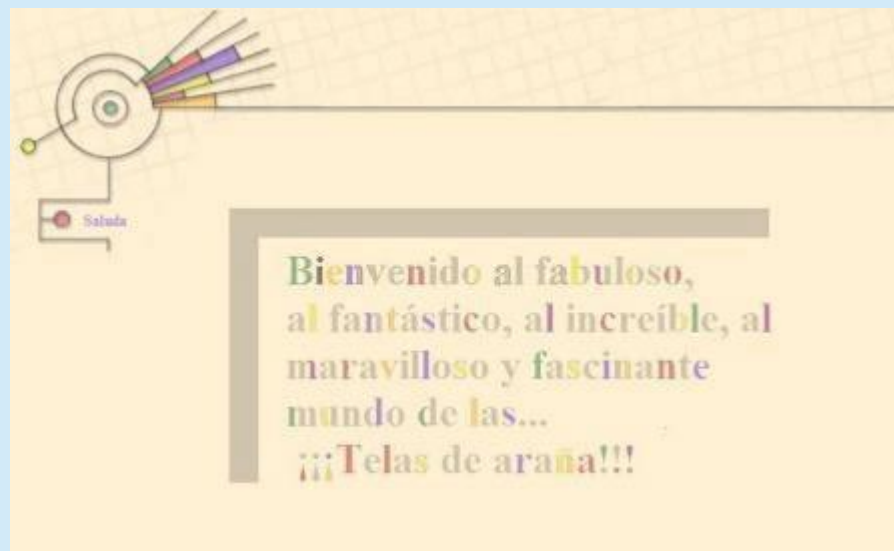 Saluda
Bienvenido al fabuloso,
al fantástico, al increíble, al
maravilloso y fascinante
mundo de las...
¡¡¡Telas de araña!!!